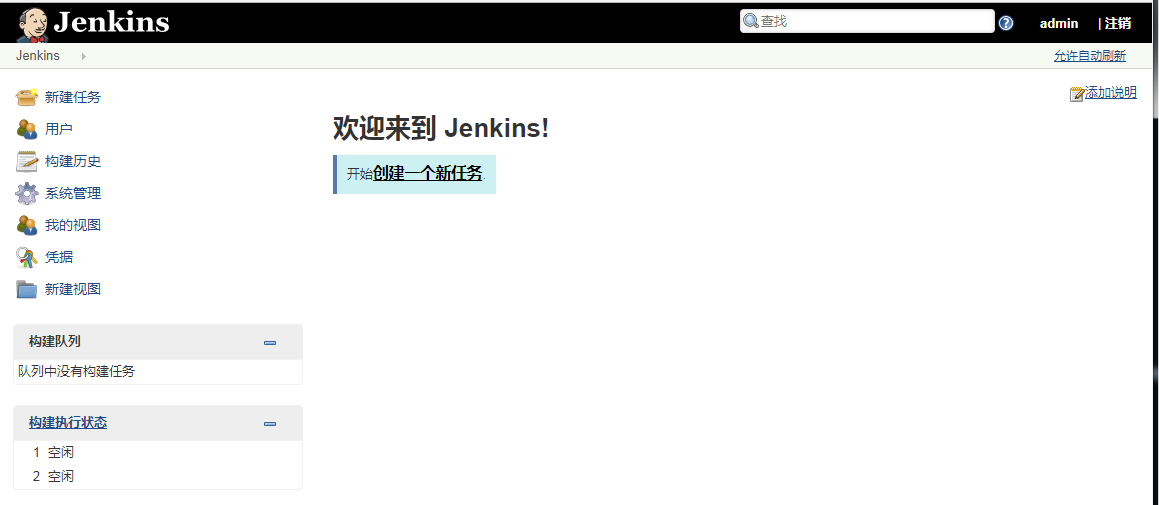 Jenkins
查找
admin
| 注销
Jenkins
允许自动刷新
新建任务
用户
构建历史
系统管理
我的视图
凭据
新建视图
添加说明
欢迎来到 Jenkins!
开始创建一个新任务.
构建队列
队列中没有构建任务
构建执行状态
1 空闲
2 空闲